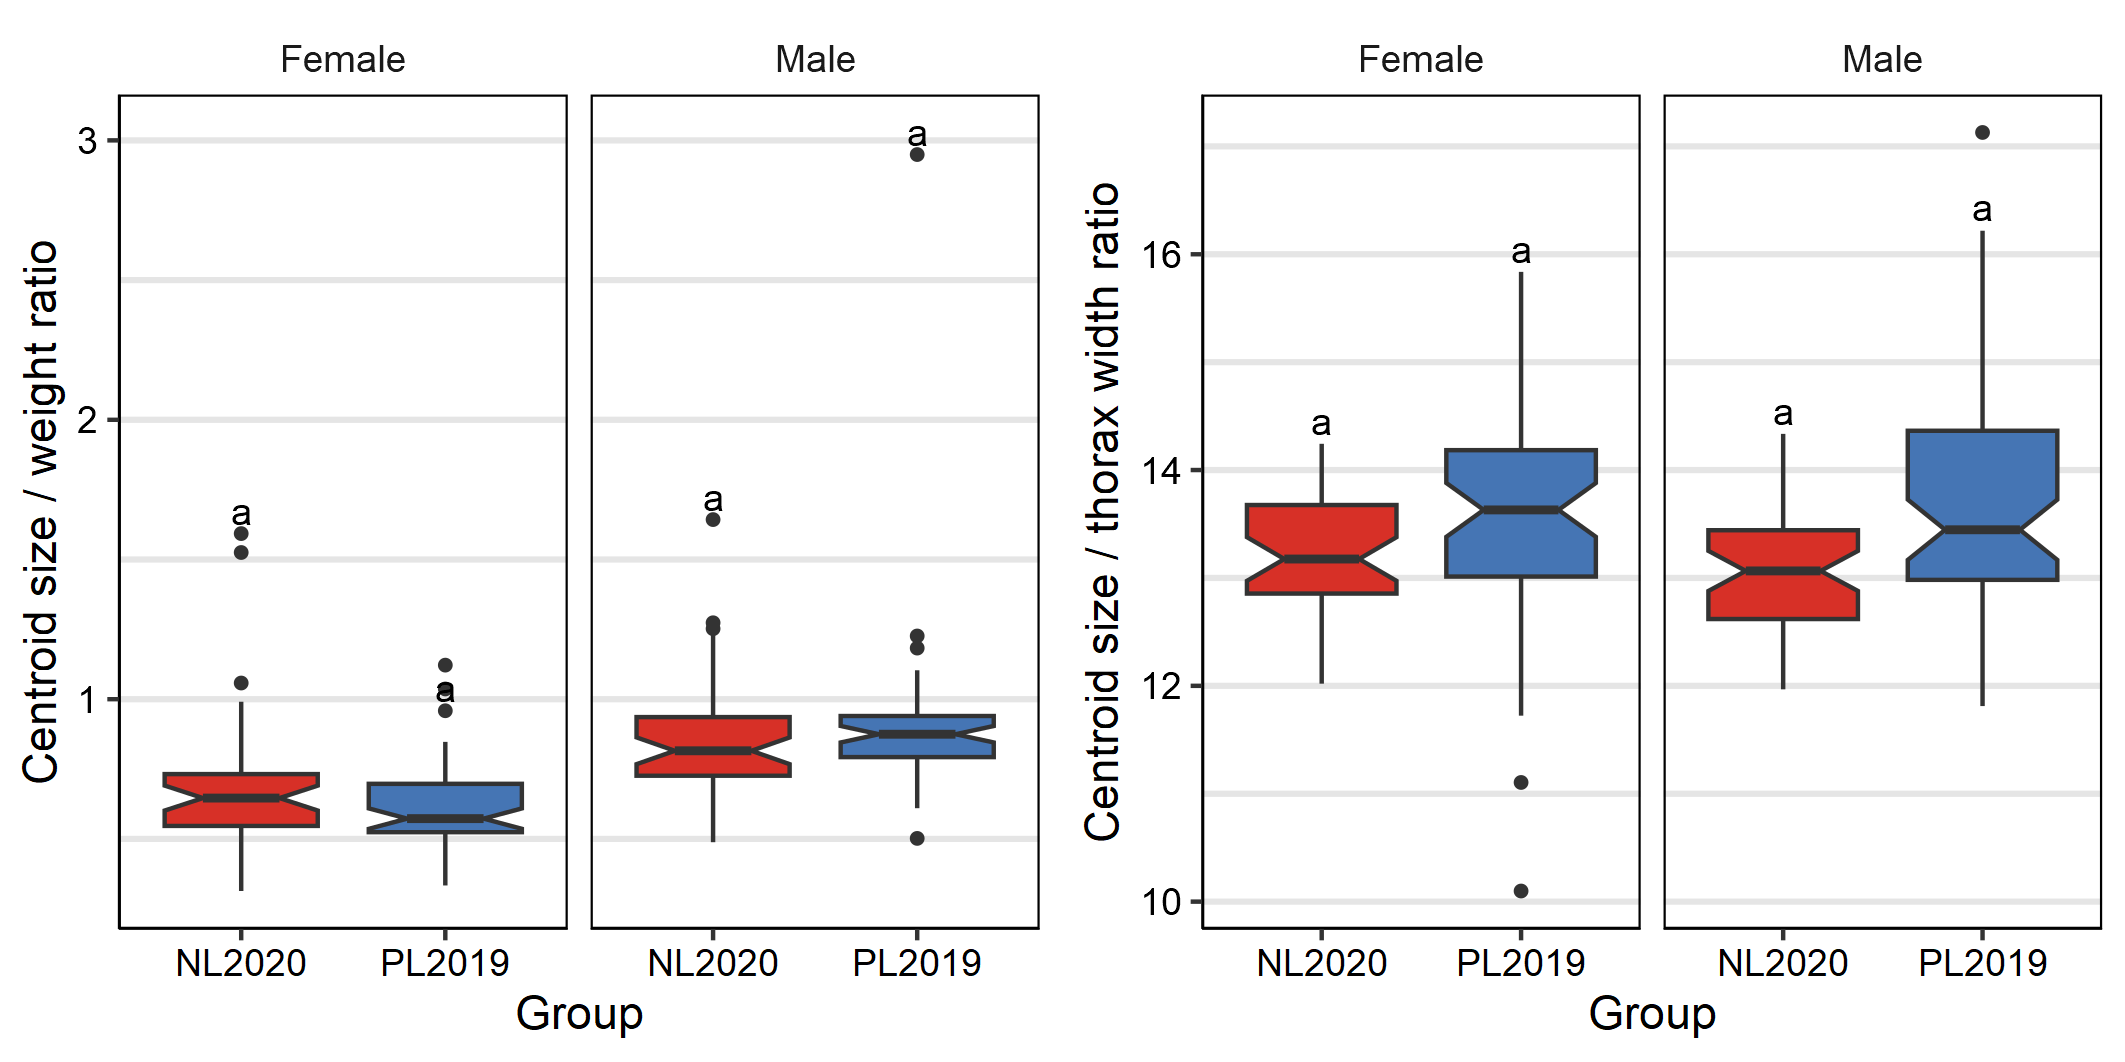 Female Male
Centroid size / weight ratio
3
2
1
a
a
a
a
NL2020 PL2019 NL2020 PL2019
Group
Female Male
Centroid size / thorax width ratio
16
14
12
10
a
a
a
a
NL2020 PL2019 NL2020 PL2019
Group